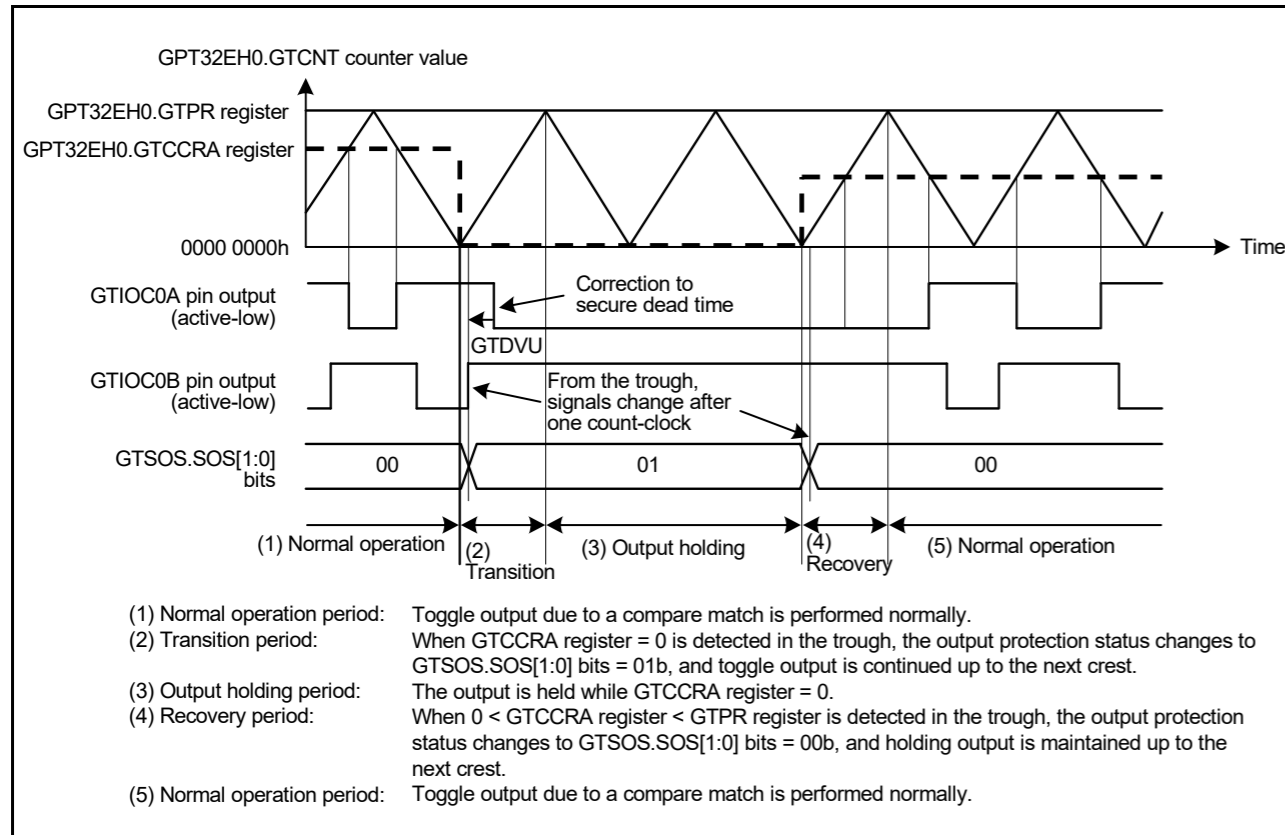 GPT32EH0.GTCNT counter value
GPT32EH0.GTPR register
GPT32EH0.GTCCRA register
0000 0000h
Time
GTIOC0A pin output
(active-low)
Correction to
secure dead time
GTDVU
GTIOC0B pin output
(active-low)
From the trough,
signals change after
one count-clock
GTSOS.SOS[1:0]
bits
00
01
00
(1) Normal operation
(2)
Transition
(3) Output holding
(4)
Recovery
(5) Normal operation
(1) Normal operation period: Toggle output due to a compare match is performed normally.
(2) Transition period: When GTCCRA register = 0 is detected in the trough, the output protection status changes to
GTSOS.SOS[1:0] bits = 01b, and toggle output is continued up to the next crest.
(3) Output holding period: The output is held while GTCCRA register = 0.
(4) Recovery period: When 0 < GTCCRA register < GTPR register is detected in the trough, the output protection
status changes to GTSOS.SOS[1:0] bits = 00b, and holding output is maintained up to the
next crest.
(5) Normal operation period: Toggle output due to a compare match is performed normally.